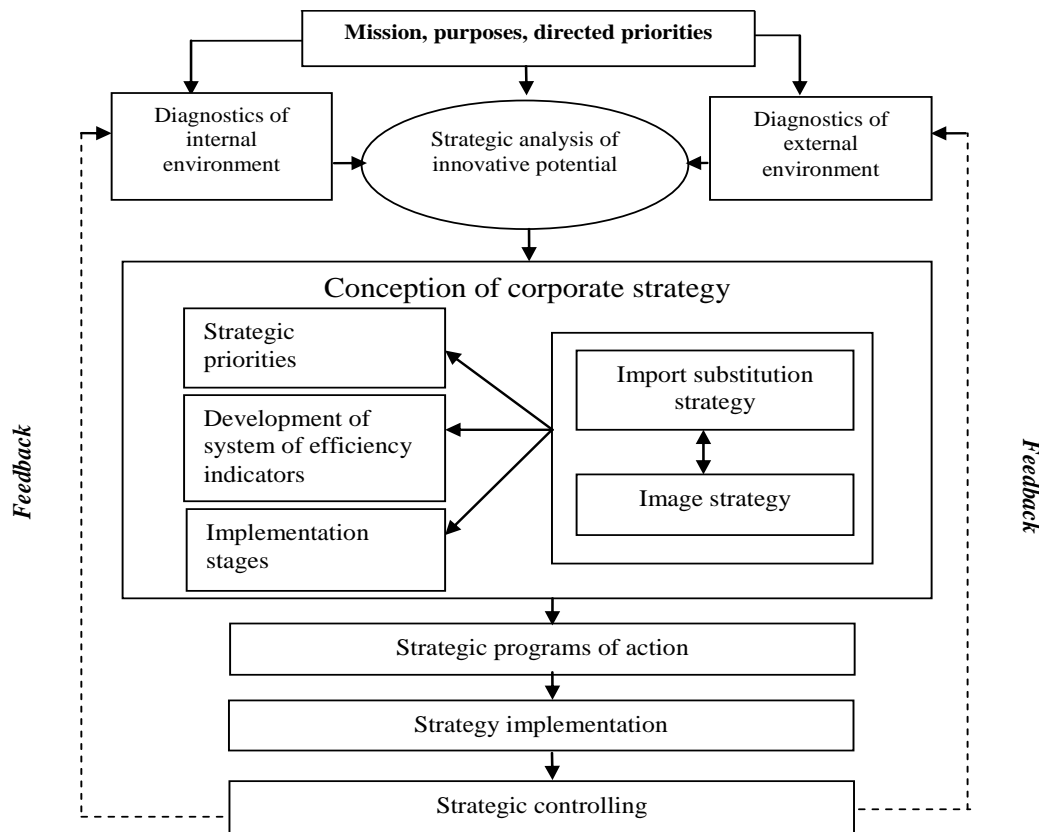 Mission, purposes, directed priorities
Diagnostics of
internal
environment
Strategic analysis of
innovative potential
Diagnostics of
external
environment
Conception of corporate strategy
Strategic
priorities
Development of
system of efficiency
indicators
Implementation
stages
Import substitution
strategy
Image strategy
Feedback
Feedback
Strategic programs of action
Strategy implementation
Strategic controlling